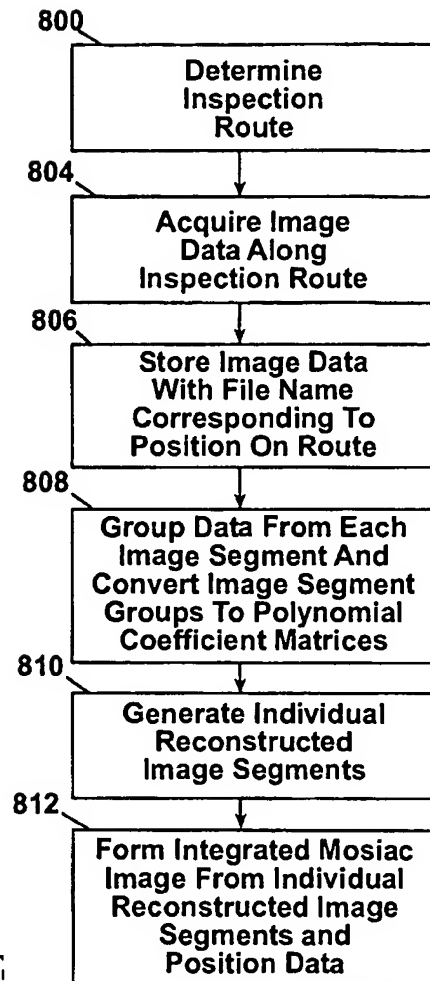 800
Determine
Inspection
Route
804
Acquire Image
Data Along
Inspection Route
806
Store Image Data
With File Name
Corresponding To
Position On Route
808
Group Data From Each
Image Segment And
Convert Image Segment
Groups To Polynomial
Coefficient Matrices
810
Generate Individual
Reconstructed
Image Segments
812
Form Integrated Mosiac
Image From Individual
Reconstructed Image
Segments and
Position Data